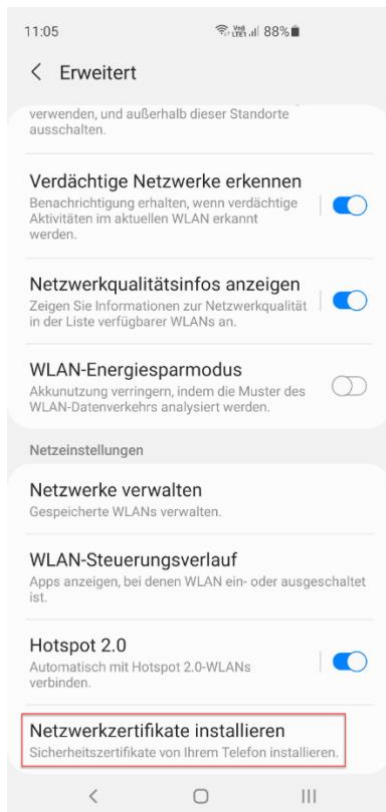 11:05 88%
Erweitert
verwenden, und außerhalb dieser Standorte
ausschalten.
Verdächtige Netzwerke erkennen
Benachrichtigung erhalten, wenn verdächtige
Aktivitäten im aktuellen WLAN erkannt
werden.
Netzwerkqualitätsinfos anzeigen
Zeigen Sie Informationen zur Netzwerkqualität
in der Liste verfügbarer WLANs an.
WLAN-Energiesparmodus
Akkunutzung verringern, indem die Muster des
WLAN-Datenverkehrs analysiert werden.
Netzeinstellungen
Netzwerke verwalten
Gespeicherte WLANs verwalten.
WLAN-Steuerungsverlauf
Apps anzeigen, bei denen WLAN ein- oder ausgeschaltet
ist.
Hotspot 2.0
Automatisch mit Hotspot 2.0-WLANs
verbinden.
Netzwerkzertifikate installieren
Sicherheitszertifikate von Ihrem Telefon installieren.